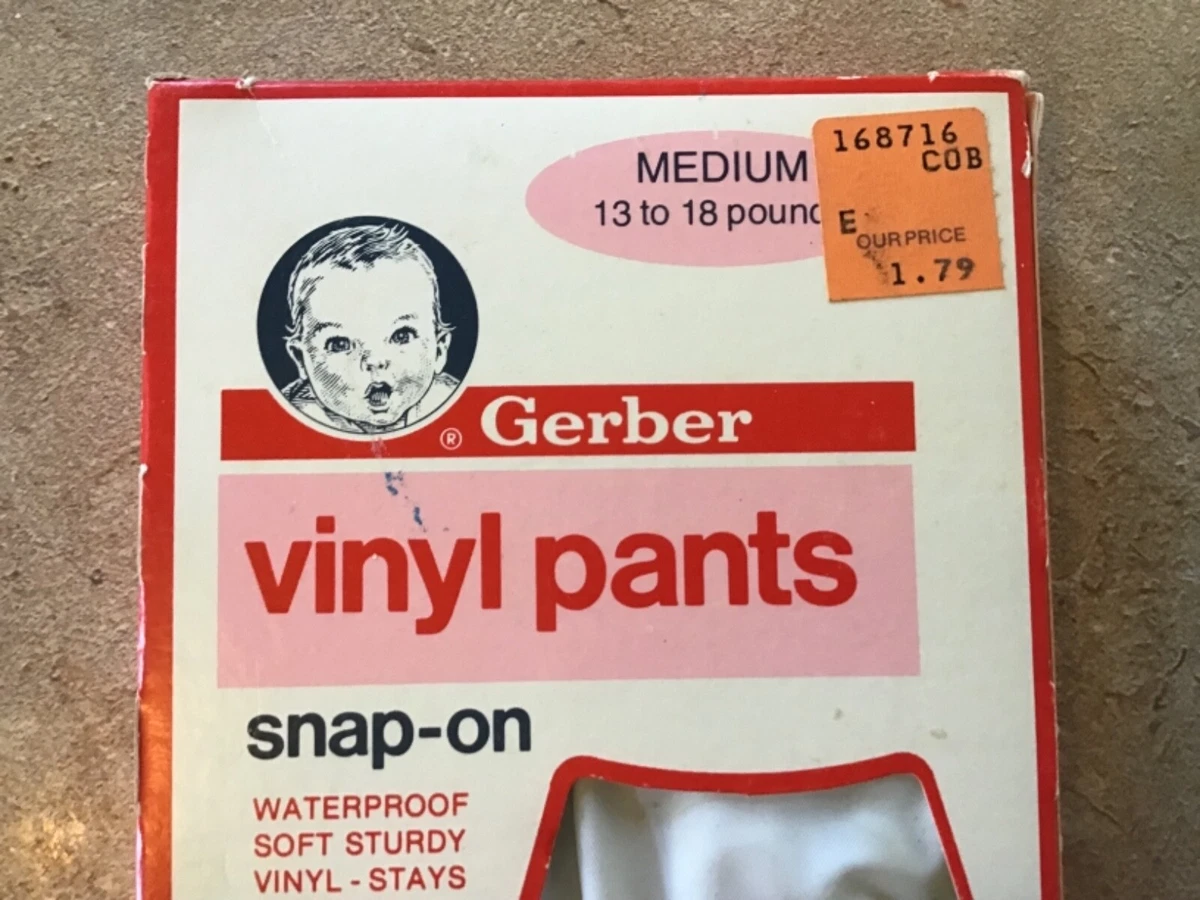 MEDIUM
13 to 18 pound
168716
COB
E
OUR PRICE
1.79
® Gerber
vinyl pants
snap-on
WATERPROOF
SOFT STURDY
VINYL - STAYS